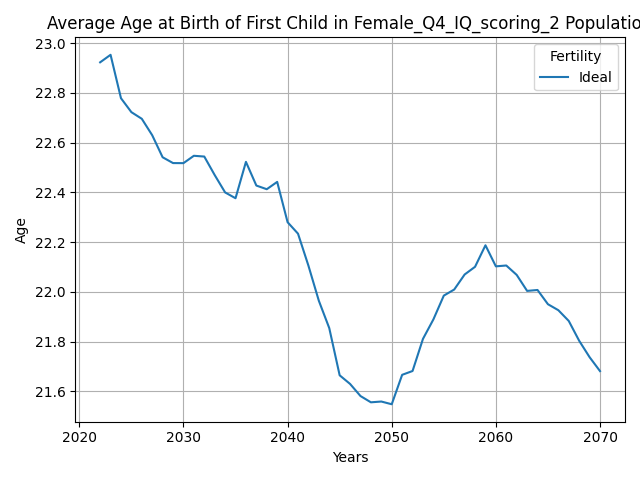 Average Age at Birth of First Child in Female_Q4_IQ_scoring_2 Populatio
23.0
22.8
22.6
22.4
22.2
22.0
21.8
21.6
Age
Fertility
Ideal
2020 2030 2040 2050 2060 2070
Years